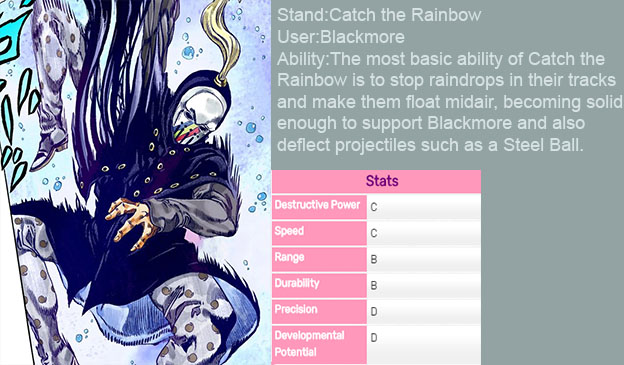 Stand:Catch the Rainbow
User:Blackmore
Ability:The most basic ability of Catch the
Rainbow is to stop raindrops in their tracks
and make them float midair, becoming solid
enough to support Blackmore and also
deflect projectiles such as a Steel Ball.
Stats
Destructive Power C
Speed C
Range B
Durability B
Precision D
Developmental D
Potential